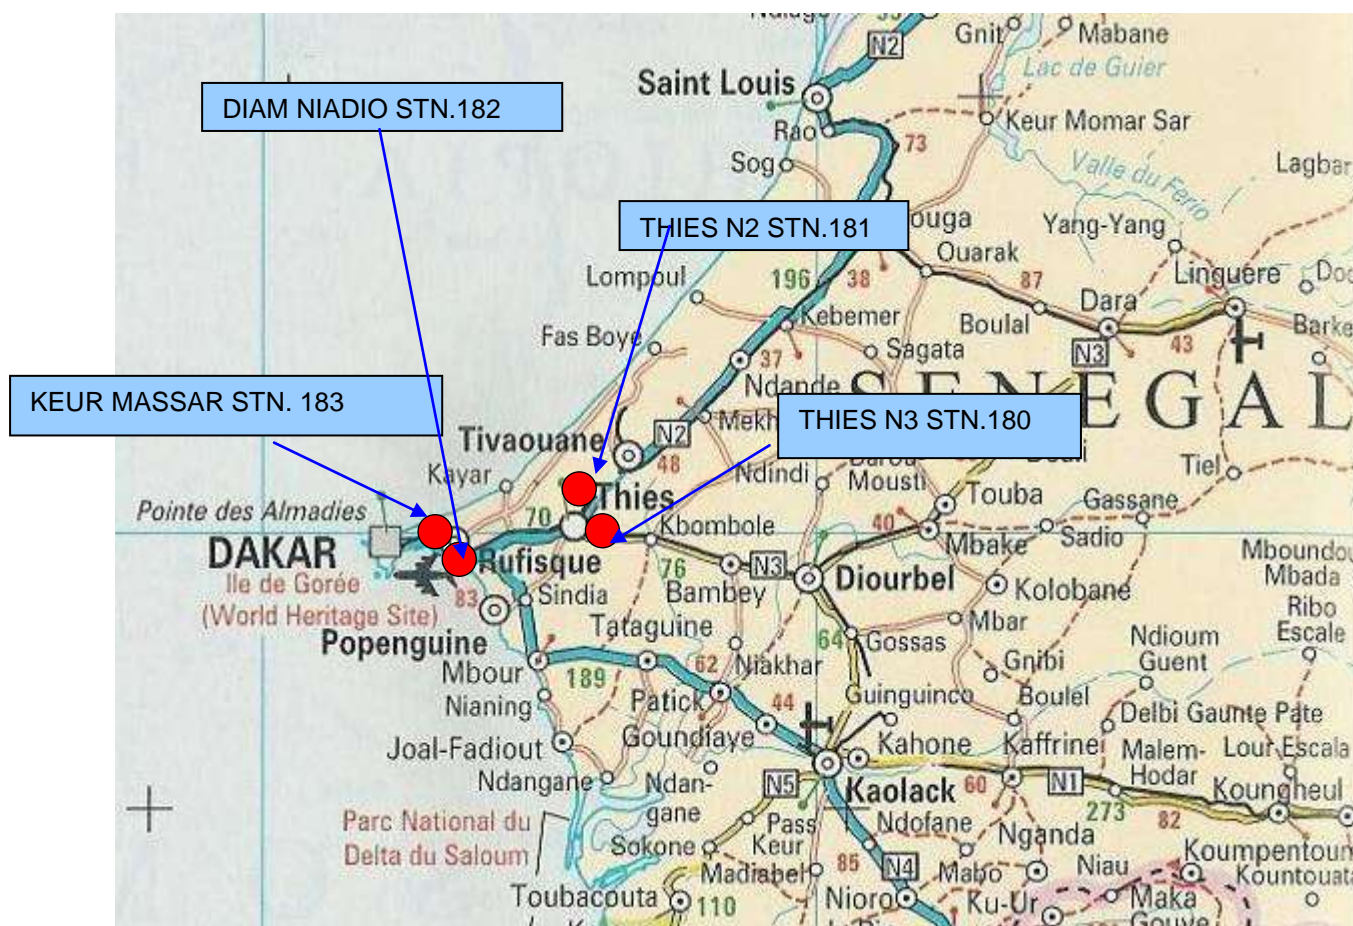 Gnit
Mabane
N2
Lac de Guier
Saint Louis
DIAM NIADIO STN.182
Rao
Keur Momar Sar
73
Sog
Valle du Ferlo
Lagbar
THIES N2 STN.181
ouga
Yang-Yang
Ouarak
Lompoul
196
38
87
Linguere
Dara
Kebemer
Boulal
Barke
Fas Boye
Sagata
N3
43
37
Ndande
SENEGAL
KEUR MASSAR STN. 183
THIES N3 STN.180
N2
Mekh
Tivaouane
48
Kayar
Ndindi
Darou
Mousti
Tiel
Touba
Gassane
Thies
Pointe des Almadies
70
Kbombole
40
Sadio
DAKAR
Rufisque
Mbake
Mboundou
Mbada
76
N3
Ile de Gorée
(World Heritage Site)
83
Sindia
Bambey
Diourbel
Kolobane
Ribo
Escale
Popenguine
Tataguine
64
Gossas
Mbar
Ndioum
Guent
Mbour
189
62
Niakhar
Gnibi
Nianing
Patick
44
Guinguinco
Boulel
Delbi Gaunte Pate
Joal-Fadiout
Goundiaye
Kahone
Kaffrine
Malem-
Hodar
Lour Escala
Ndangane
Ndan-
gane
N5
Kaolack
60
N1
273
82
Koungheul
Parc National du
Delta du Saloum
Pass
Keur
Ndofane
Nganda
Sokone
Madiabel
85
N4
Mabo
Niau
Koumpentoum
Kountouata
Toubacouta
110
Nioro
Ku-Ur
Maka
Gouye